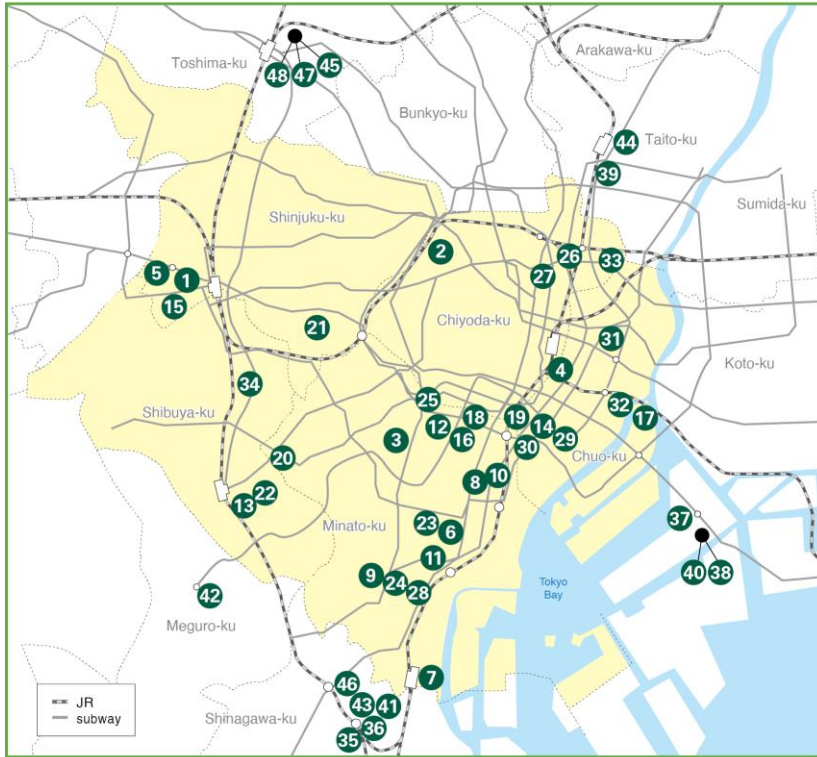 Toshima-ku
48 47 45
Arakawa-ku
Bunkyo-ku
44 Taito-ku
39
Sumida-ku
Shinjuku-ku
2
26
33
5 1
27
15
21
Chiyoda-ku
31
Koto-ku
4
34
25
32 17
Shibuya-ku
12 18 19 14
3
16
30 29
Chuo-ku
20
8 10
13 22
Minato-ku
23 6
37
11
40 38
9 24 28
Tokyo
Bay
42
Meguro-ku
46
7
43 41
JR
subway
Shinagawa-ku
35 36